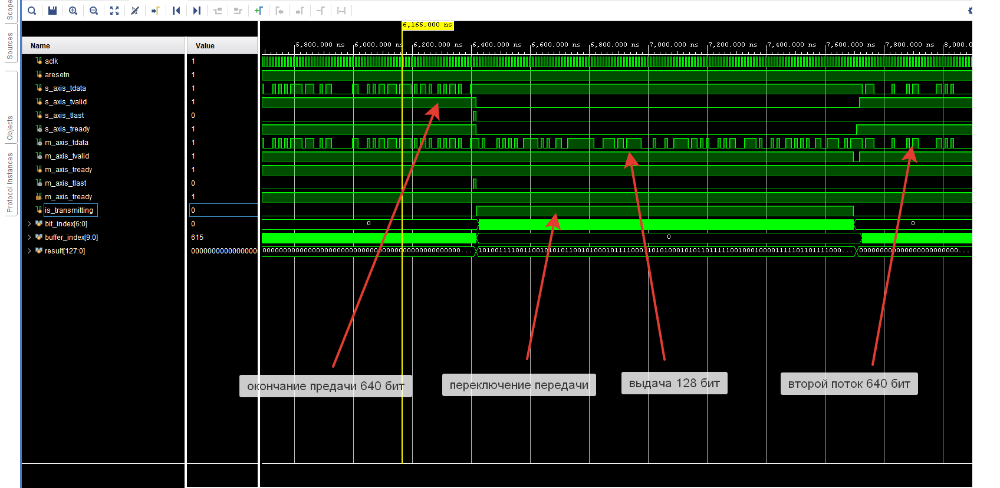 Scope
Sources
Objects
Protocol Instances
6,165.000 ns
Name
Value
5,800.000 ns
6,000.000 ns
6,200.000 ns
6,400.000 ns
6,600.000 ns
6,800.000 ns
7,000.000 ns
7,200.000 ns
7,400.000 ns
7,600.000 ns
7,800.000 ns
8,000.0
aclk 1
aresetn 1
s_axis_tdata 1
s_axis_tvalid 1
s_axis_tlast 0
s_axis_tready 1
m_axis_tdata 1
m_axis_tvalid 1
m_axis_tready 1
m_axis_tlast 0
m_axis_tready 1
is_transmitting 0
bit_index[6:0] 0 0 0
buffer_index[9:0] 615 0
result[127:0]
окончание предачи 640 бит
переключение передачи
выдача 128 бит
второй поток 640 бит